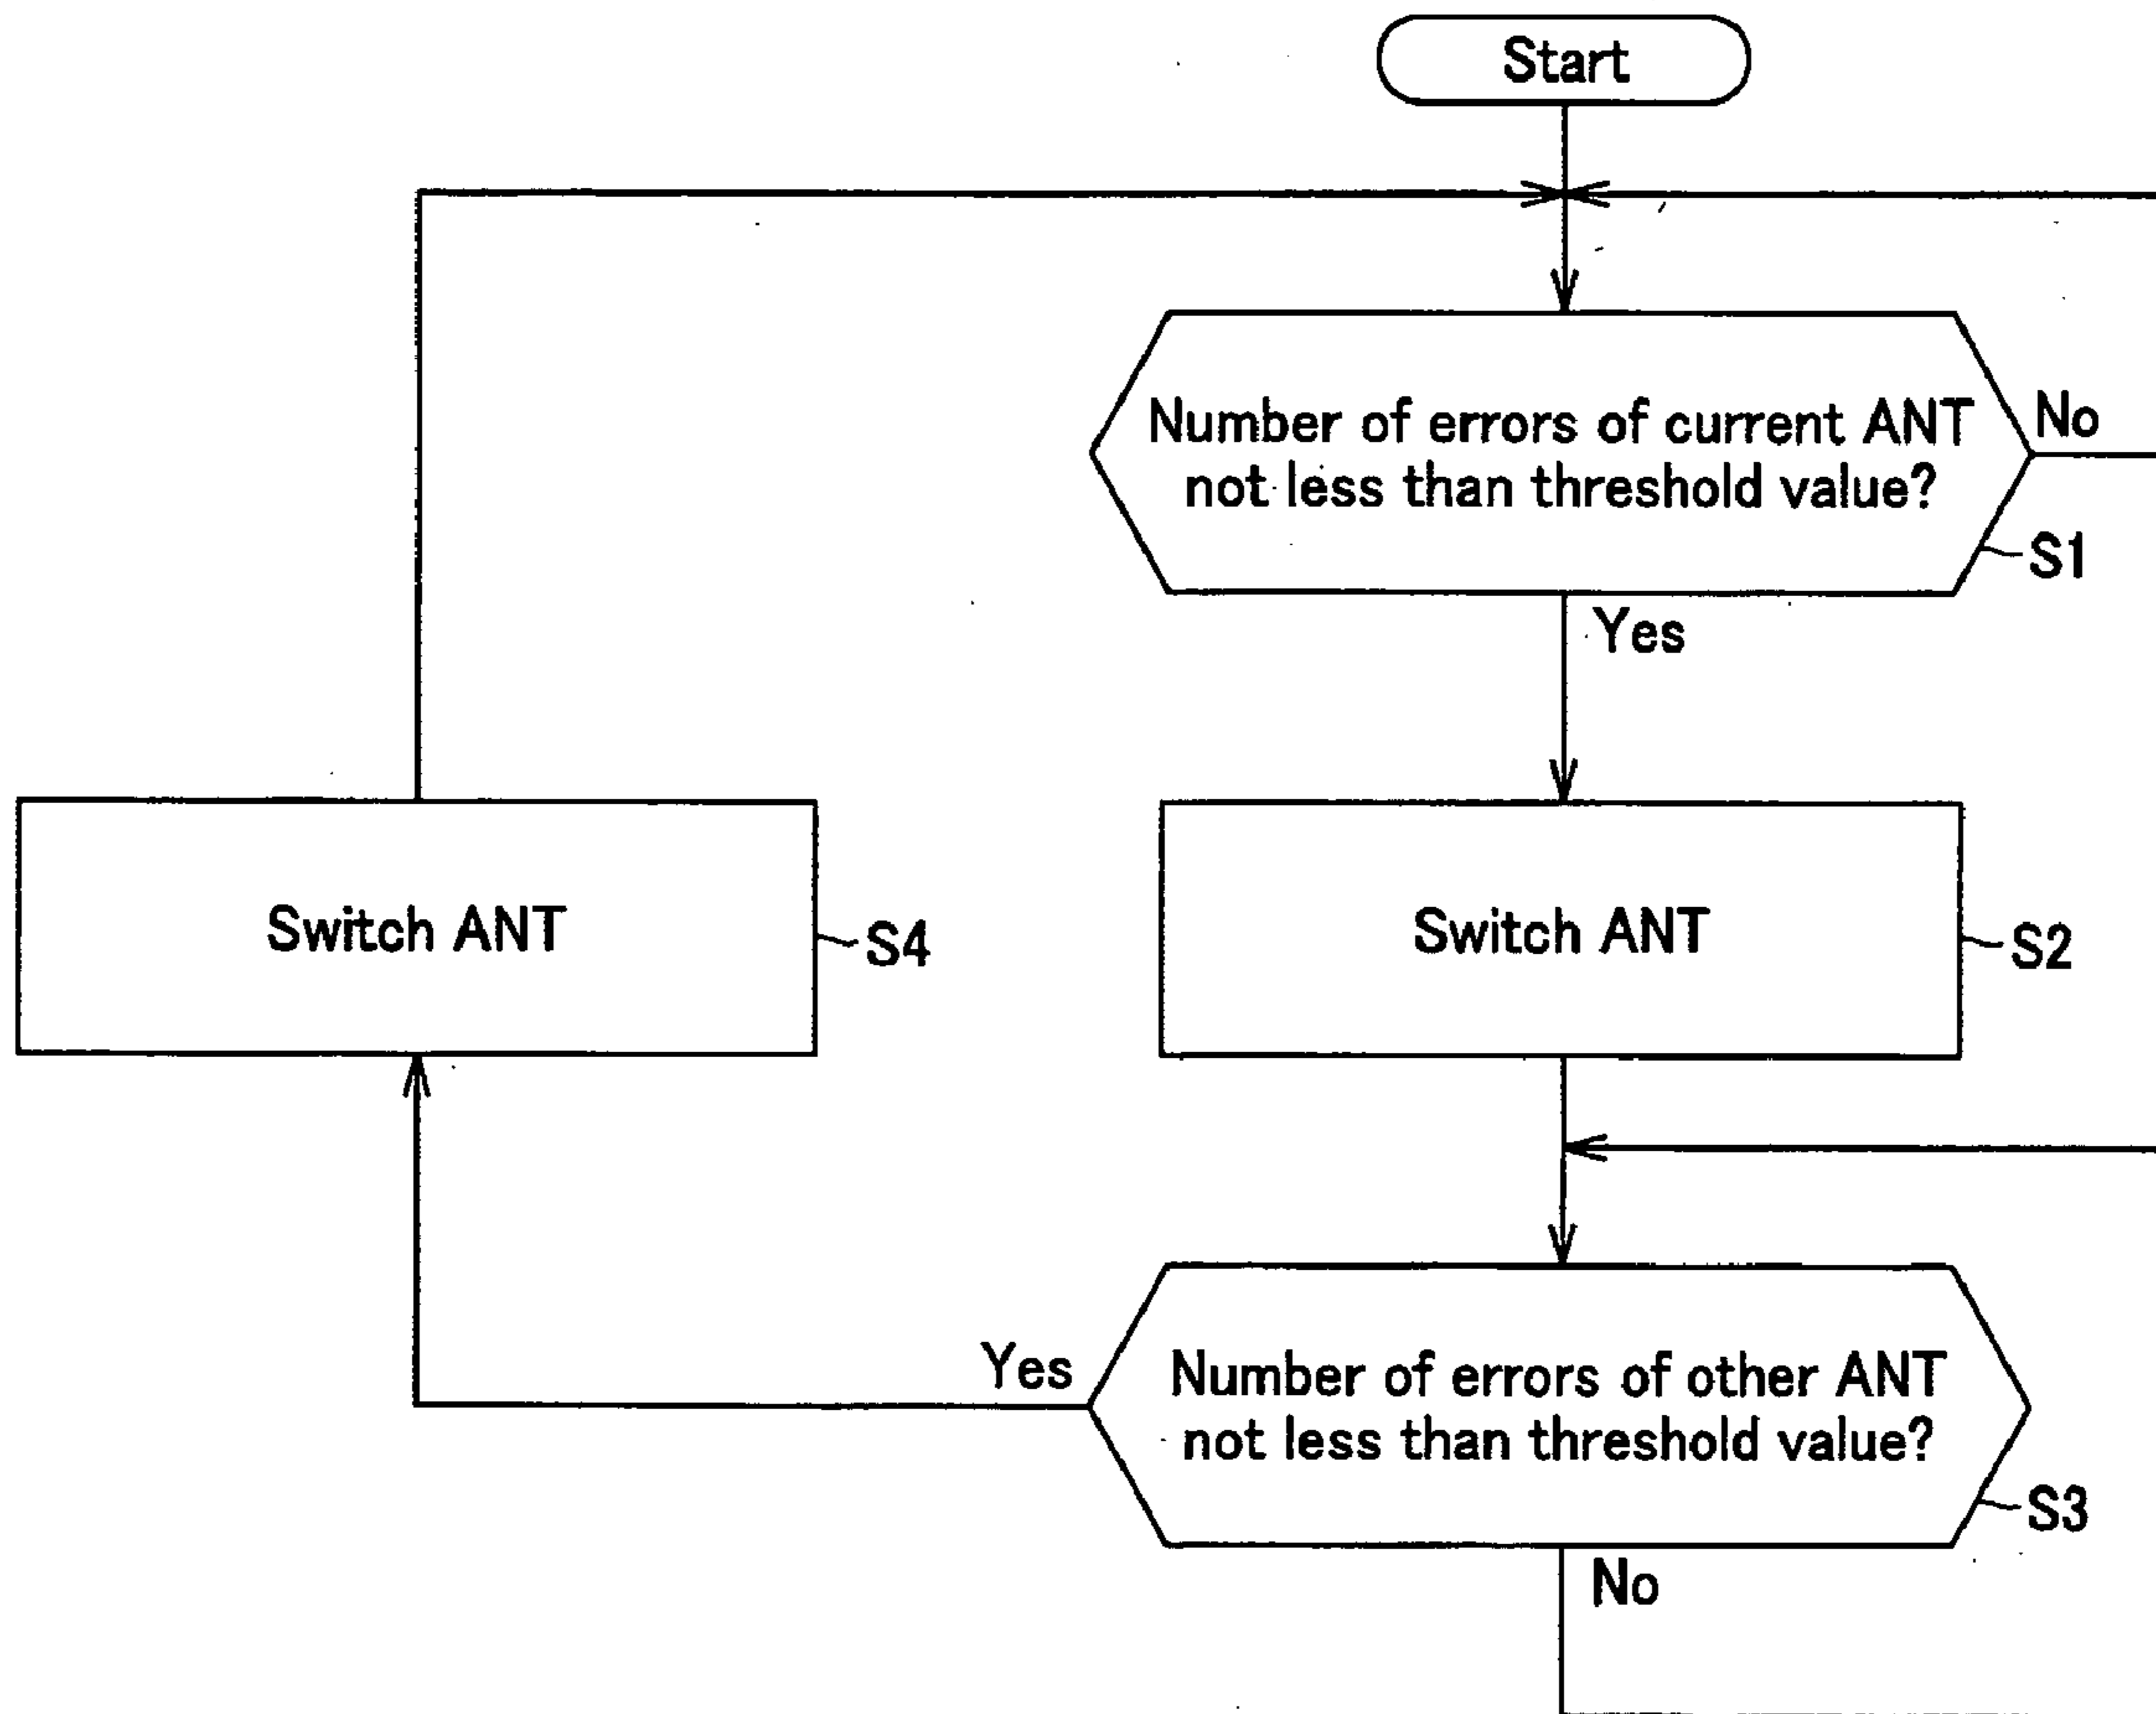 Start
Number of errors of current ANT
not less than threshold value?
No
S1
Yes
Switch ANT
S4
Switch ANT
S2
Yes
Number of errors of other ANT
not less than threshold value?
S3
No